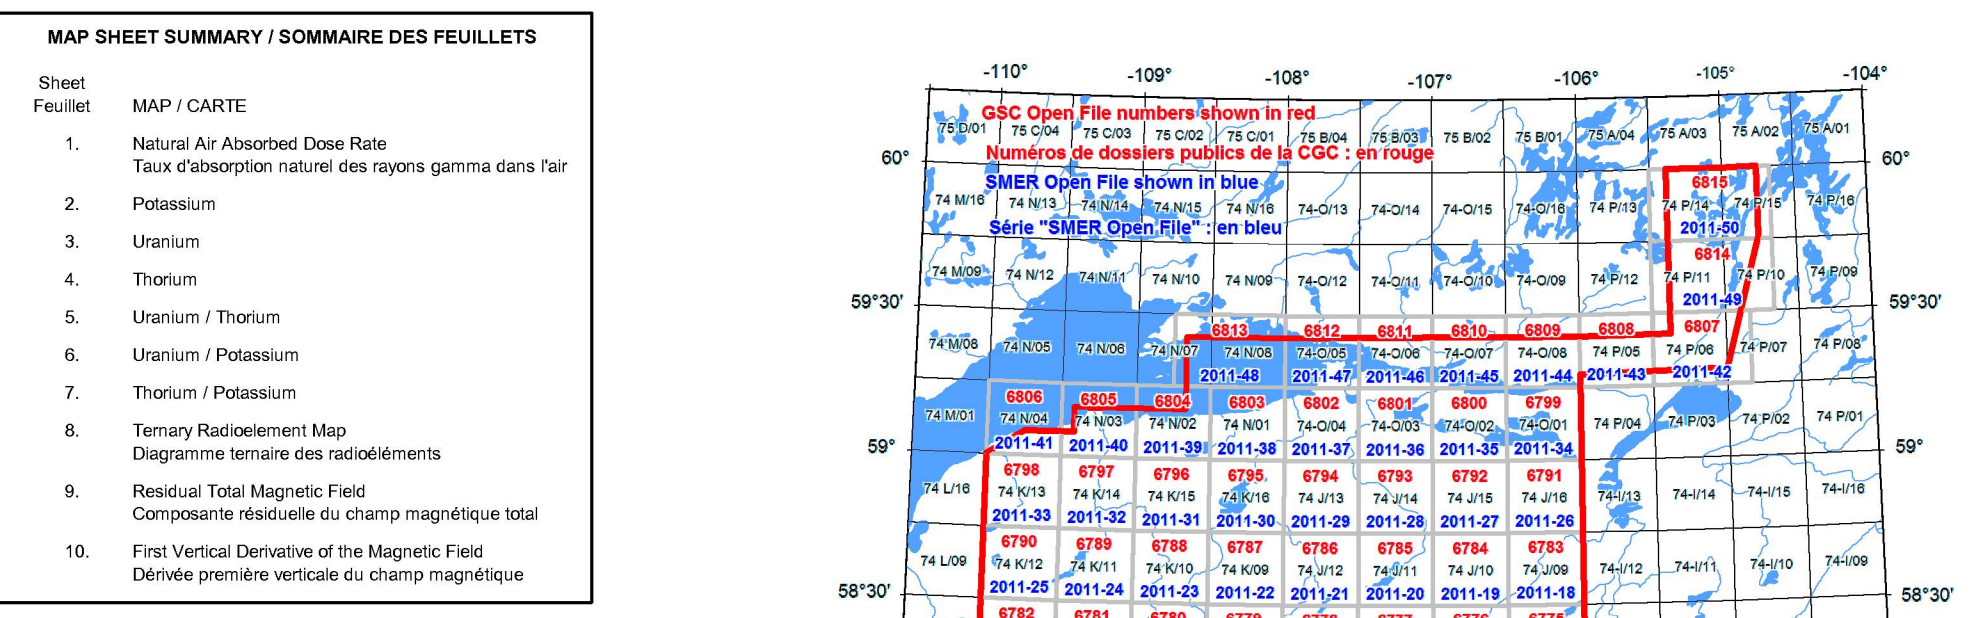 MAP SHEET SUMMARY / SOMMAIRE DES FEUILLETS
Sheet
Feuillet MAP / CARTE
1. Natural Air Absorbed Dose Rate
Taux d'absorption naturel des rayons gamma dans l'air
2. Potassium
3. Uranium
4. Thorium
5. Uranium / Thorium
6. Uranium / Potassium
7. Thorium / Potassium
8. Ternary Radioelement Map
Diagramme ternaire des radioéléments
9. Residual Total Magnetic Field
Composante résiduelle du champ magnétique total
10. First Vertical Derivative of the Magnetic Field
Dérivée première verticale du champ magnétique
-110° -109° -108° -107° -106° -105° -104°
GSC Open File numbers shown in red
75 D/01 75 C/04 75 C/03 75 C/02 75 C/01 75 B/04 75 B/03 75 B/02 75 B/01 75 A/04 75 A/03 75 A/02 75 A/01
Numéros de dossiers publics de la CGC : en rouge
60° 60°
SMER Open File shown in blue
6815
74 M/16 74 N/13 74 N/14 74 N/15 74 N/16 74-O/13 74-O/14 74-O/15 74-O/16 74 P/13 74 P/14 74 P/15 74 P/16
Série "SMER Open File" : en bleu
2011-50
6814
74 M/09 74 N/12 74 N/11 74 N/10 74 N/09 74-O/12 74-O/11 74-O/10 74-O/09 74 P/12 74 P/11 74 P/10 74 P/09
2011-49
59°30' 59°30'
6813 6812 6811 6810 6809 6808 6807
74 M/08 74 N/05 74 N/06 74 N/07 74 N/08 74-O/05 74-O/06 74-O/07 74-O/08 74 P/05 74 P/06 74 P/07 74 P/08
2011-48 2011-47 2011-46 2011-45 2011-44 2011-43 2011-42
6806 6805 6804 6803 6802 6801 6800 6799
74 M/01 74 N/04 74 N/03 74 N/02 74 N/01 74-O/04 74-O/03 74-O/02 74-O/01 74 P/04 74 P/03 74 P/02 74 P/01
2011-41 2011-40 2011-39 2011-38 2011-37 2011-36 2011-35 2011-34
59° 59°
6798 6797 6796 6795 6794 6793 6792 6791
74 L/16 74 K/13 74 K/14 74 K/15 74 K/16 74 J/13 74 J/14 74 J/15 74 J/16 74-I/13 74-I/14 74-I/15 74-I/16
2011-33 2011-32 2011-31 2011-30 2011-29 2011-28 2011-27 2011-26
6790 6789 6788 6787 6786 6785 6784 6783
74 L/09 74 K/12 74 K/11 74 K/10 74 K/09 74 J/12 74 J/11 74 J/10 74 J/09 74-I/12 74-I/11 74-I/10 74-I/09
2011-25 2011-24 2011-23 2011-22 2011-21 2011-20 2011-19 2011-18
58°30' 58°30'
6782 6781 6780 6779 6778 6777 6776 6775